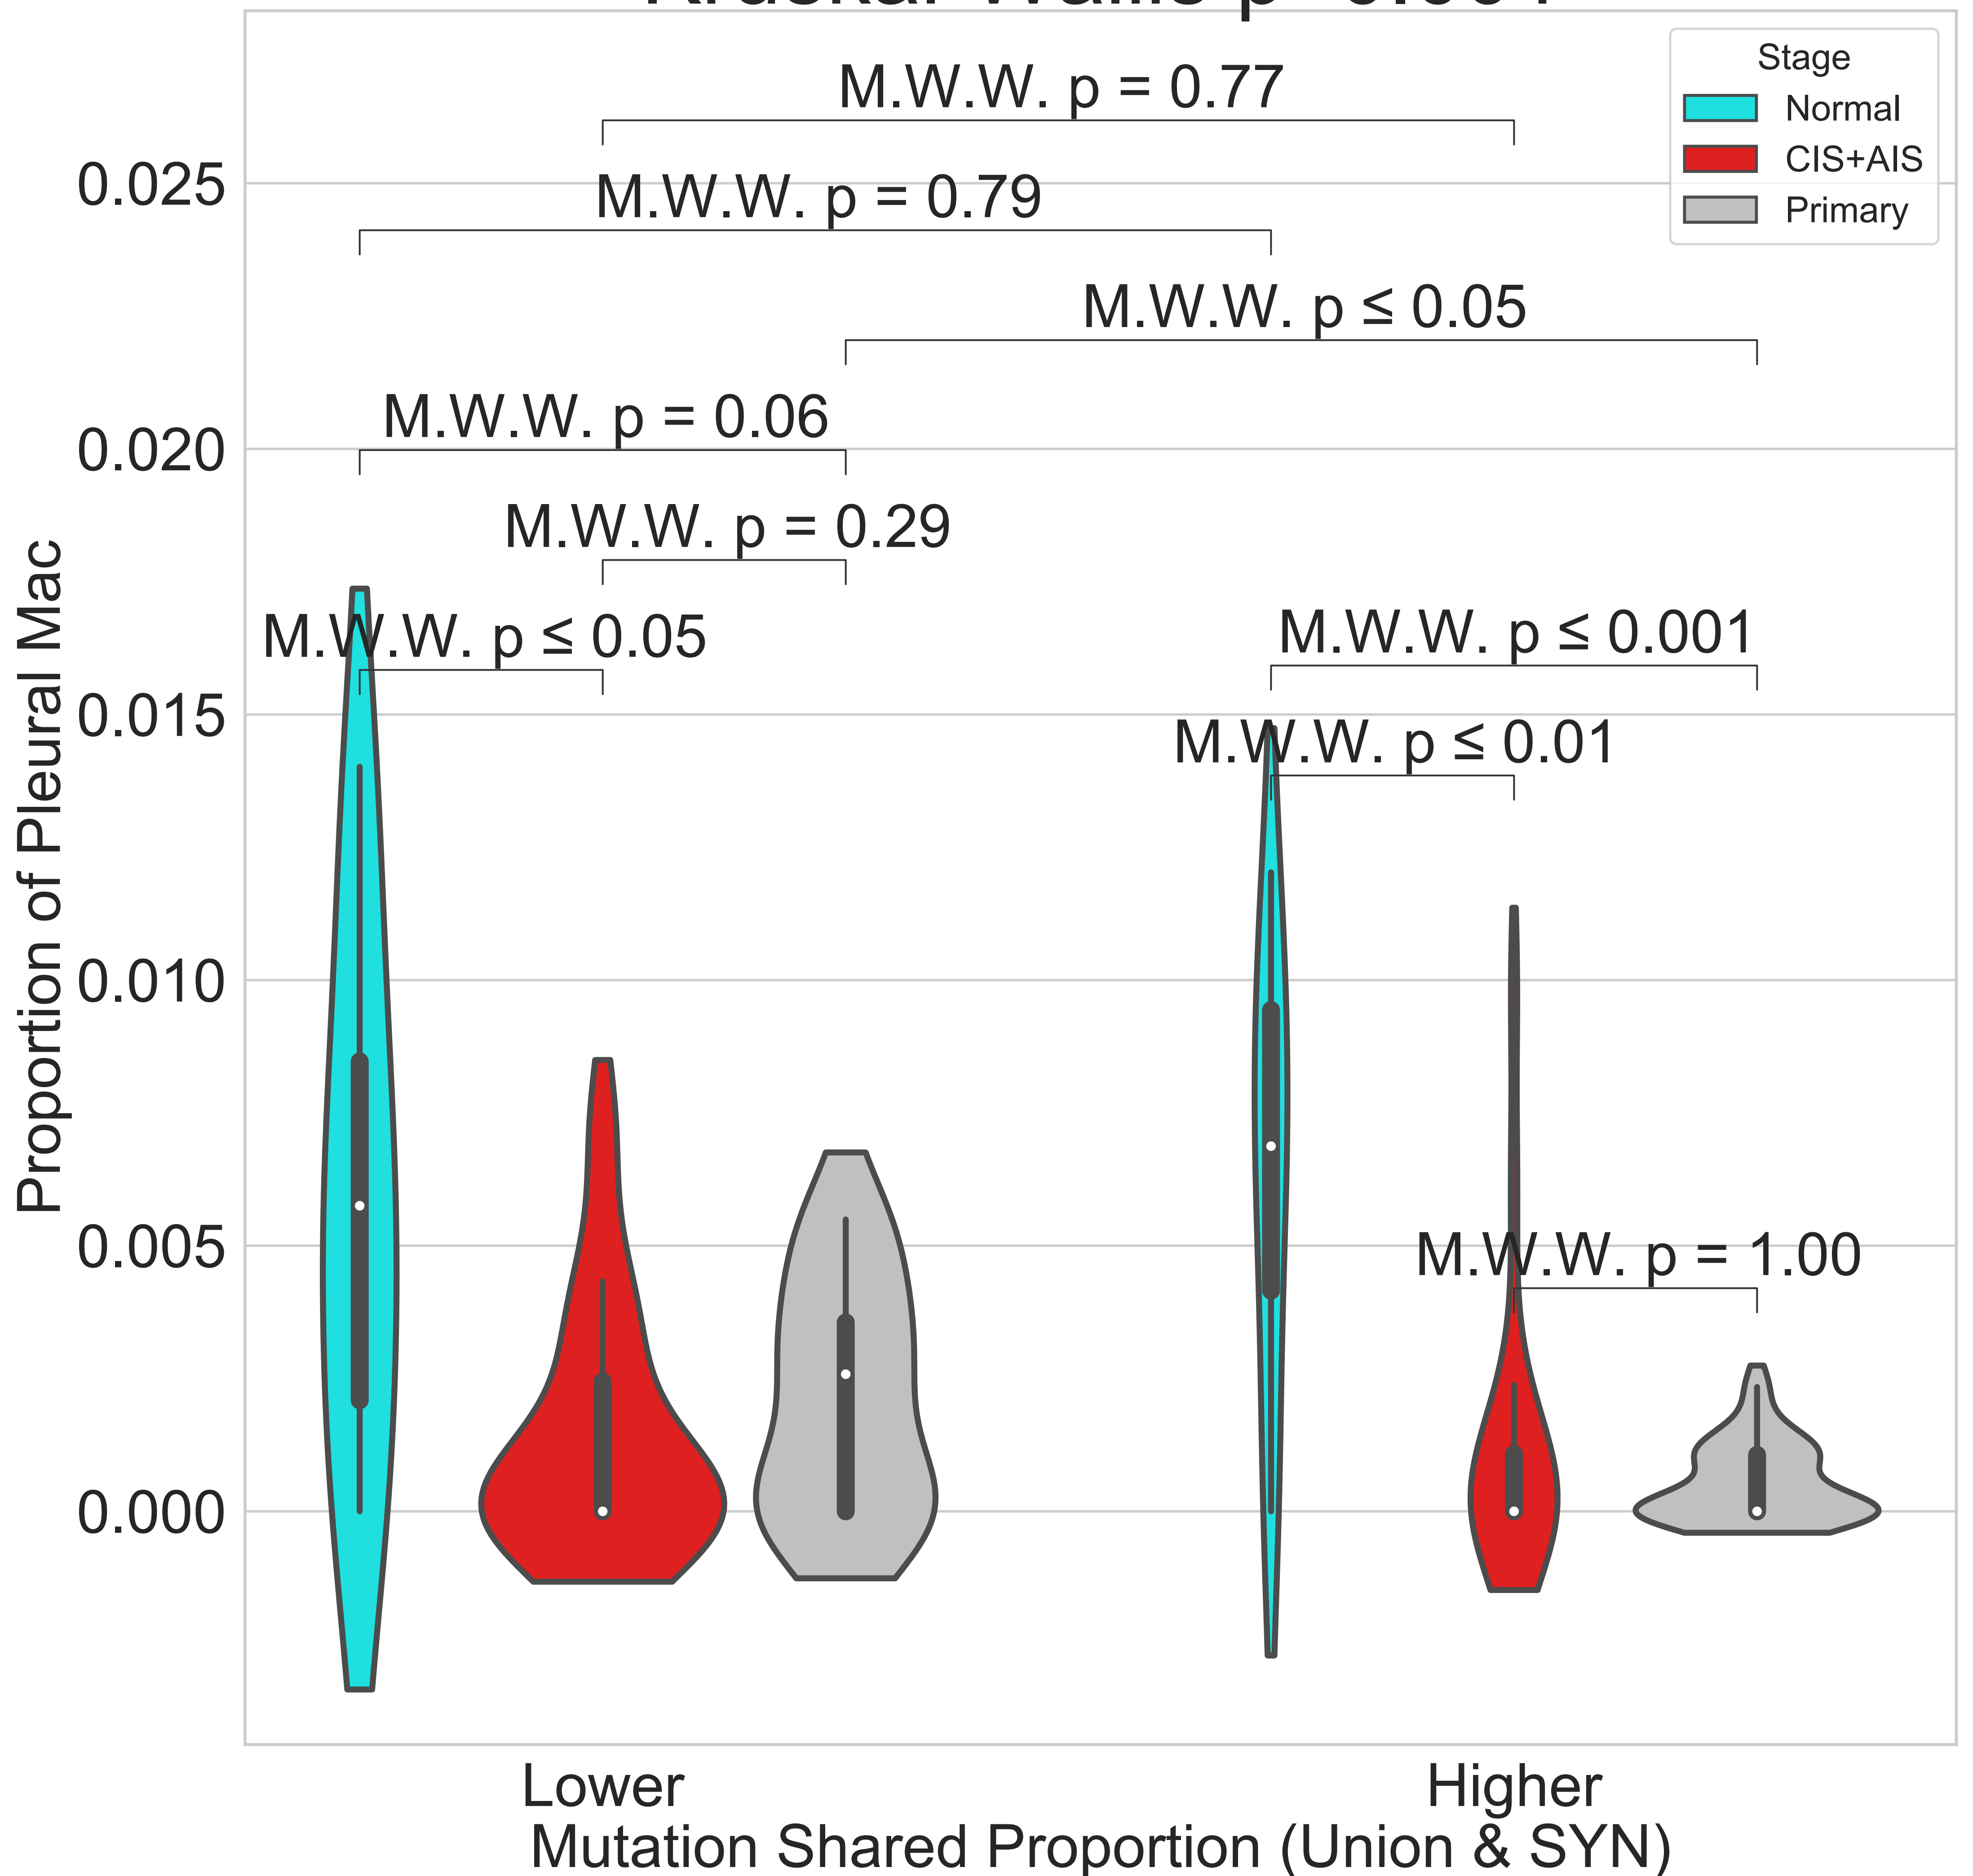 Stage
Normal
CIS+AIS
Primary
M.W.W. p = 0.77
M.W.W. p = 0.79
M.W.W. p ≤ 0.05
M.W.W. p = 0.06
M.W.W. p = 0.29
M.W.W. p ≤ 0.05
M.W.W. p ≤ 0.001
M.W.W. p ≤ 0.01
M.W.W. p = 1.00
0.025
0.020
0.015
0.010
0.005
0.000
Proportion of Pleural Mac
Lower
Higher
Mutation Shared Proportion (Union & SYN)